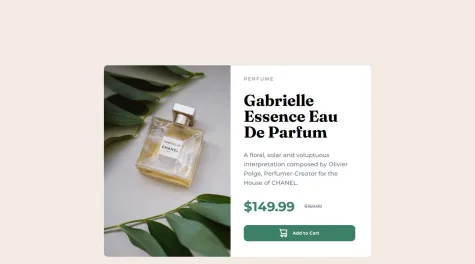 PERFUME
Gabrielle
Essence Eau
De Parfum
A floral, solar and voluptuous
interpretation composed by Olivier
Polge, Perfumer-Creator for the
House of CHANEL.
$149.99 $169.99
Add to Cart
CHANEL